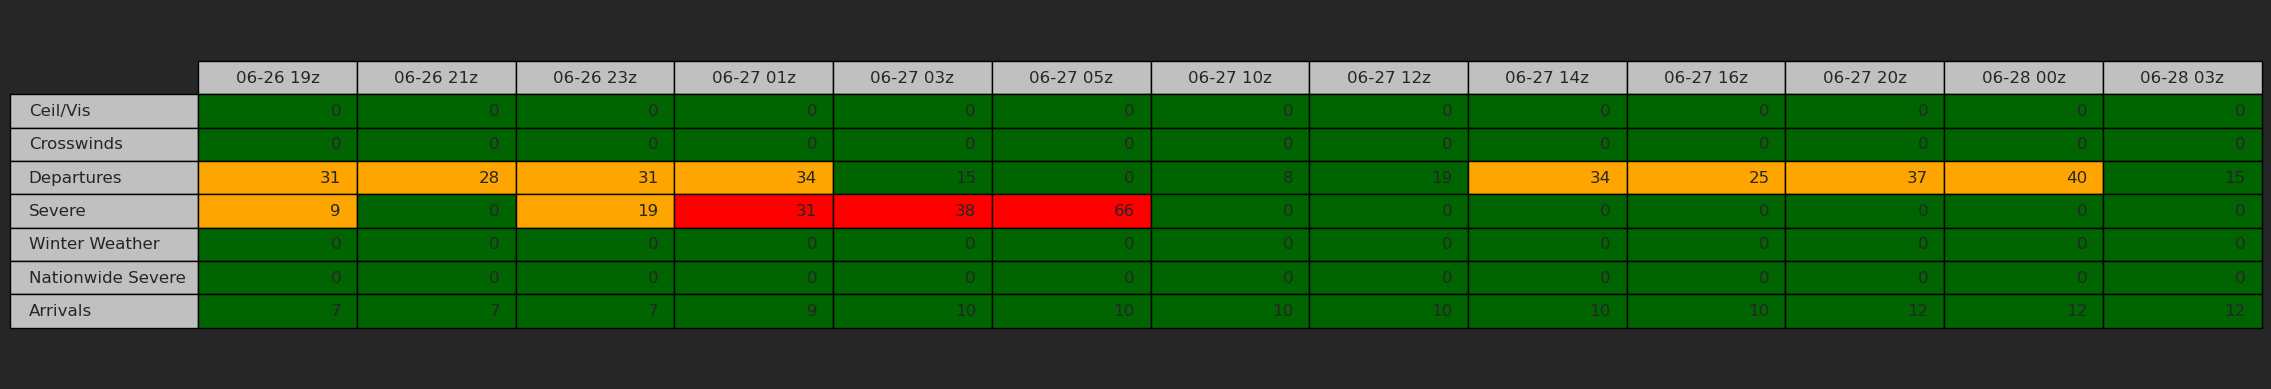 06-26 19z 06-26 21z 06-26 23z 06-27 01z 06-27 03z 06-27 05z 06-27 10z 06-27 12z 06-27 14z 06-27 16z 06-27 20z 06-28 00z 06-28 03z
Ceil/Vis 0 0 0 0 0 0 0 0 0 0 0 0 0
Crosswinds 0 0 0 0 0 0 0 0 0 0 0 0 0
Departures 31 28 31 34 15 0 8 19 34 25 37 40 15
Severe 9 0 19 31 38 66 0 0 0 0 0 0 0
Winter Weather 0 0 0 0 0 0 0 0 0 0 0 0 0
Nationwide Severe 0 0 0 0 0 0 0 0 0 0 0 0 0
Arrivals 7 7 7 9 10 10 10 10 10 10 12 12 12